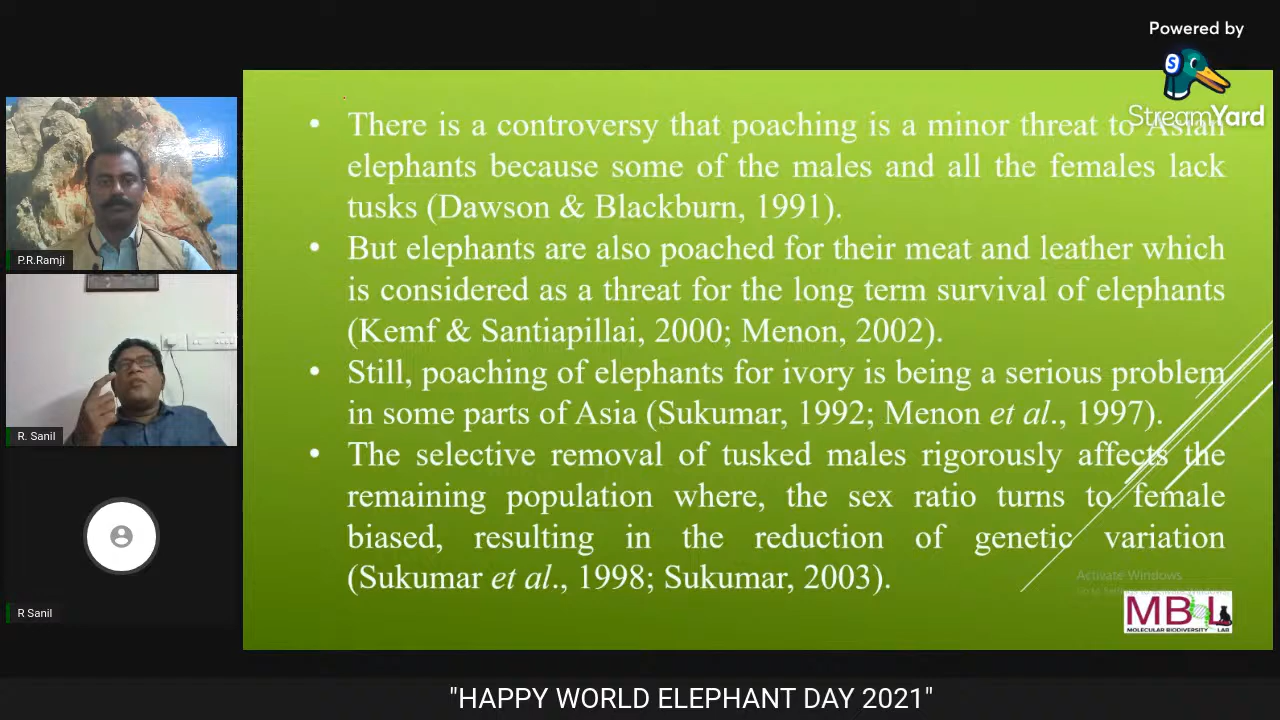 Powered by
S
StreamYard
• There is a controversy that poaching is a minor threat to Asian
elephants because some of the males and all the females lack
tusks (Dawson & Blackburn, 1991).
• But elephants are also poached for their meat and leather which
is considered as a threat for the long term survival of elephants
(Kemf & Santiapillai, 2000; Menon, 2002).
• Still, poaching of elephants for ivory is being a serious problem
in some parts of Asia (Sukumar, 1992; Menon et al., 1997).
• The selective removal of tusked males rigorously affects the
remaining population where, the sex ratio turns to female
biased, resulting in the reduction of genetic variation
(Sukumar et al., 1998; Sukumar, 2003).
P.R.Ramji
R. Sanil
R Sanil
Activate Windows
MB L
MOLECULAR BIODIVERSITY LAB
"HAPPY WORLD ELEPHANT DAY 2021"